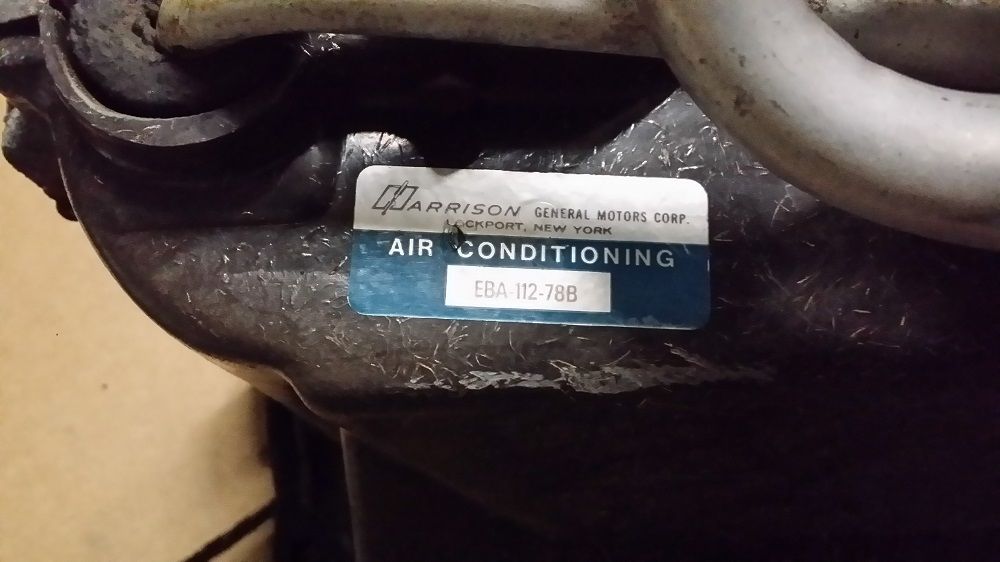 HARRISON GENERAL MOTORS CORP.
LOCKPORT, NEW YORK
AIR CONDITIONING
EBA-112-78B